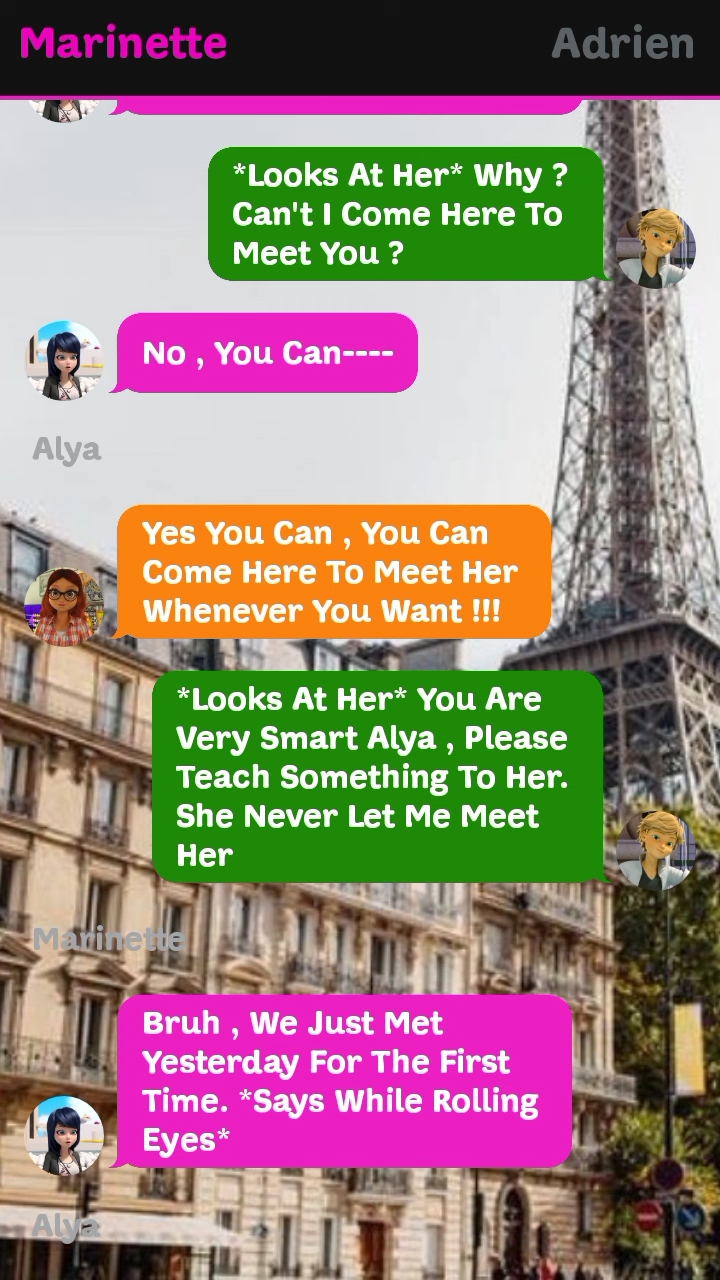 Marinette
Adrien
*Looks At Her* Why ?
Can't I Come Here To
Meet You ?
No , You Can----
Alya
Yes You Can , You Can
Come Here To Meet Her
Whenever You Want !!!
*Looks At Her* You Are
Very Smart Alya , Please
Teach Something To Her.
She Never Let Me Meet
Her
Marinette
Bruh , We Just Met
Yesterday For The First
Time. *Says While Rolling
Eyes*
Alya